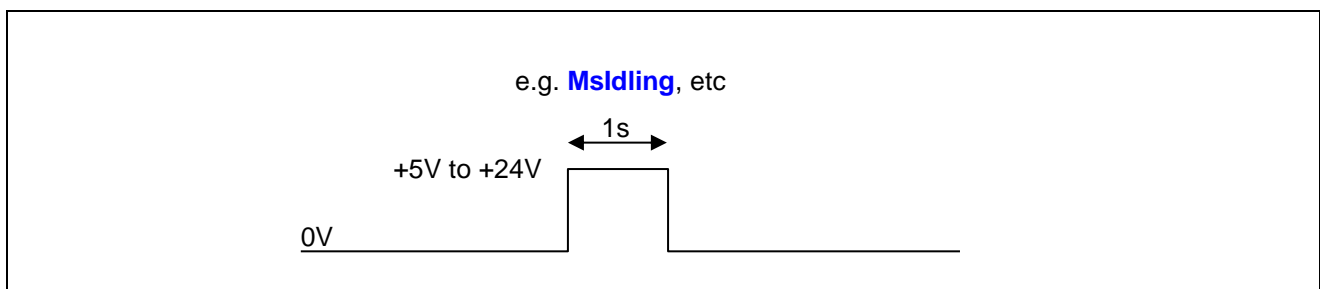 e.g. MsIdling, etc
1s
+5V to +24V
0V